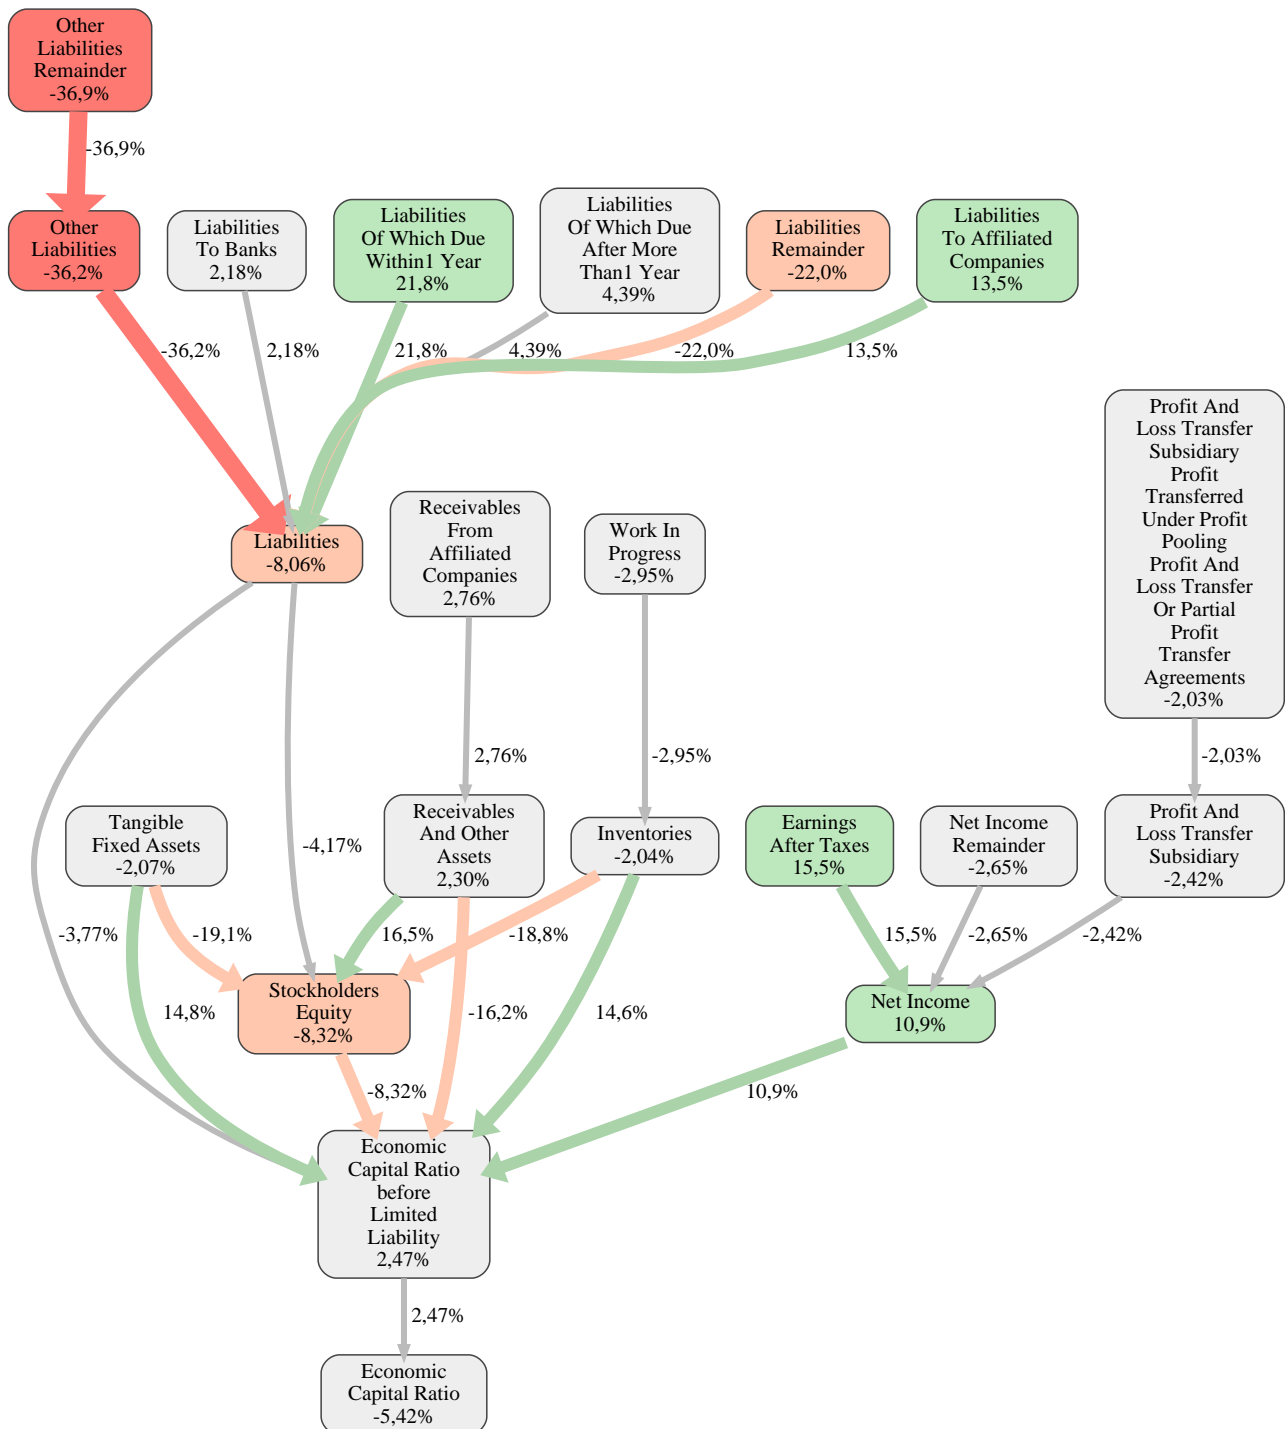 Other
Liabilities
Remainder
-36,9%
-36,9%
Other
Liabilities
-36,2%
Liabilities
To Banks
2,18%
Liabilities
Of Which Due
Within1 Year
21,8%
Liabilities
Of Which Due
After More
Than1 Year
4,39%
Liabilities
Remainder
-22,0%
Liabilities
To Affiliated
Companies
13,5%
-36,2%
2,18%
21,8%
4,39%
-22,0%
13,5%
Profit And
Loss Transfer
Subsidiary
Profit
Transferred
Under Profit
Pooling
Profit And
Loss Transfer
Or Partial
Profit
Transfer
Agreements
-2,03%
Liabilities
-8,06%
Receivables
From
Affiliated
Companies
2,76%
Work In
Progress
-2,95%
2,76%
-2,95%
-2,03%
Tangible
Fixed Assets
-2,07%
-4,17%
Receivables
And Other
Assets
2,30%
Inventories
-2,04%
Earnings
After Taxes
15,5%
Net Income
Remainder
-2,65%
Profit And
Loss Transfer
Subsidiary
-2,42%
-3,77%
-19,1%
16,5%
-18,8%
15,5%
-2,65%
-2,42%
Stockholders
Equity
-8,32%
14,8%
-16,2%
14,6%
Net Income
10,9%
-8,32%
10,9%
Economic
Capital Ratio
before
Limited
Liability
2,47%
2,47%
Economic
Capital Ratio
-5,42%